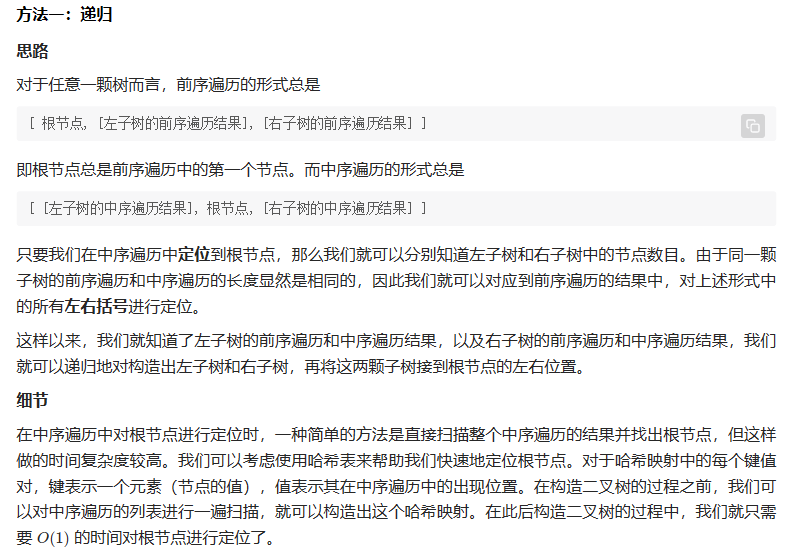 方法一：递归
思路
对于任意一颗树而言，前序遍历的形式总是
[ 根节点, [左子树的前序遍历结果], [右子树的前序遍历结果] ]
即根节点总是前序遍历中的第一个节点。而中序遍历的形式总是
[ [左子树的中序遍历结果], 根节点, [右子树的中序遍历结果] ]
只要我们在中序遍历中定位到根节点，那么我们就可以分别知道左子树和右子树中的节点数目。由于同一颗
子树的前序遍历和中序遍历的长度显然是相同的，因此我们就可以对应到前序遍历的结果中，对上述形式中
的所有左右括号进行定位。
这样以来，我们就知道了左子树的前序遍历和中序遍历结果，以及右子树的前序遍历和中序遍历结果，我们
就可以递归地对构造出左子树和右子树，再将这两颗子树接到根节点的左右位置。
细节
在中序遍历中对根节点进行定位时，一种简单的方法是直接扫描整个中序遍历的结果并找出根节点，但这样
做的时间复杂度较高。我们可以考虑使用哈希表来帮助我们快速地定位根节点。对于哈希映射中的每个键值
对，键表示一个元素（节点的值），值表示其在中序遍历中的出现位置。在构造二叉树的过程之前，我们可
以对中序遍历的列表进行一遍扫描，就可以构造出这个哈希映射。在此后构造二叉树的过程中，我们就只需
要 O(1) 的时间对根节点进行定位了。